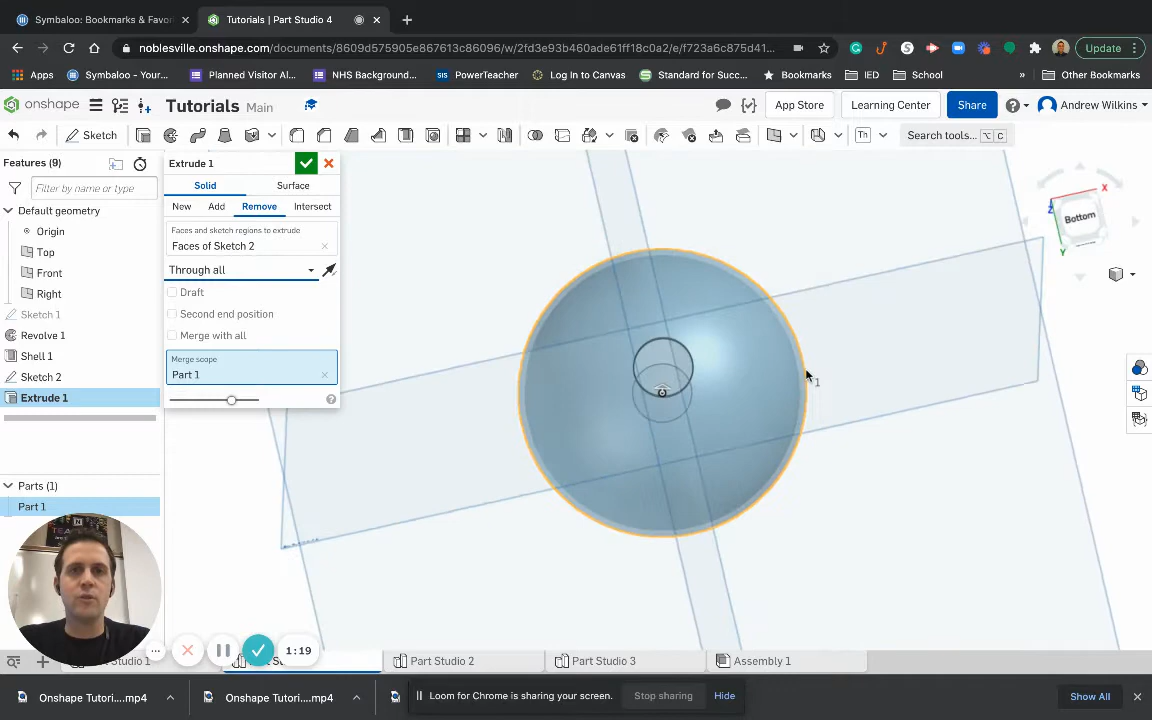 Symbaloo: Bookmarks & Favor
Tutorials | Part Studio 4
noblesville.onshape.com/documents/8609d575905e867613c86096/w/2fd3e93b460ade61ff18c0a2/e/f723a6c875d41...
Update
Apps
Symbaloo - Your...
Planned Visitor Al...
NHS Background...
SIS PowerTeacher
Log In to Canvas
Standard for Succ...
Bookmarks
IED
School
»
Other Bookmarks
onshape
Tutorials Main
App Store
Learning Center
Share
Andrew Wilkins
Sketch
Search tools...
⌥ C
Features (9)
Filter by name or type
Default geometry
Origin
Top
Front
Right
Sketch 1
Revolve 1
Shell 1
Sketch 2
Extrude 1
Parts (1)
Part 1
Extrude 1
Solid
Surface
New
Add
Remove
Intersect
Faces and sketch regions to extrude
Faces of Sketch 2
Through all
Draft
Second end position
Merge with all
Merge scope
Part 1
1
Bottom
X
Z
Y
1:19
Part Studio 2
Part Studio 3
Assembly 1
Onshape Tutori....mp4
Onshape Tutori....mp4
Loom for Chrome is sharing your screen.
Stop sharing
Hide
Show All